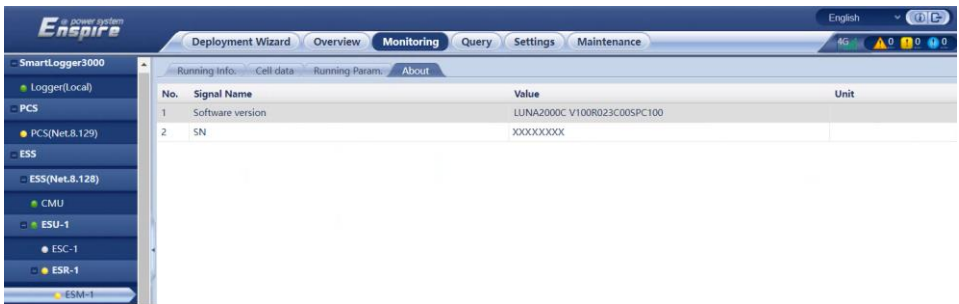 English
Enspire
e power system
Deployment Wizard Overview Monitoring Query Settings Maintenance
4G 0 0 0
SmartLogger3000
Running Info. Cell data Running Param. About
Logger(Local)
No. Signal Name Value Unit
PCS
1 Software version LUNA2000C V100R023C00SPC100
PCS(Net.8.129)
2 SN XXXXXXXX
ESS
ESS(Net.8.128)
CMU
ESU-1
ESC-1
ESR-1
ESM-1